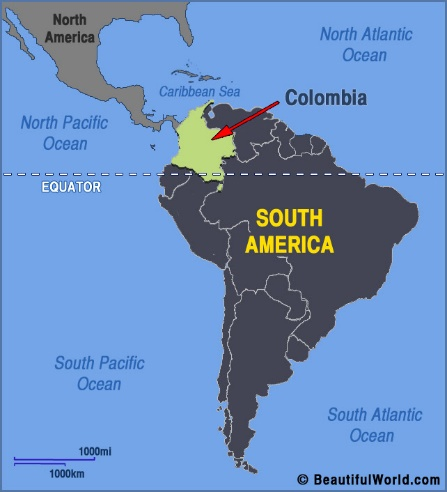 North
America
North Atlantic
Ocean
Caribbean Sea
Colombia
North Pacific
Ocean
EQUATOR
SOUTH
AMERICA
South Pacific
Ocean
South Atlantic
Ocean
1000mi
1000km
© BeautifulWorld.com